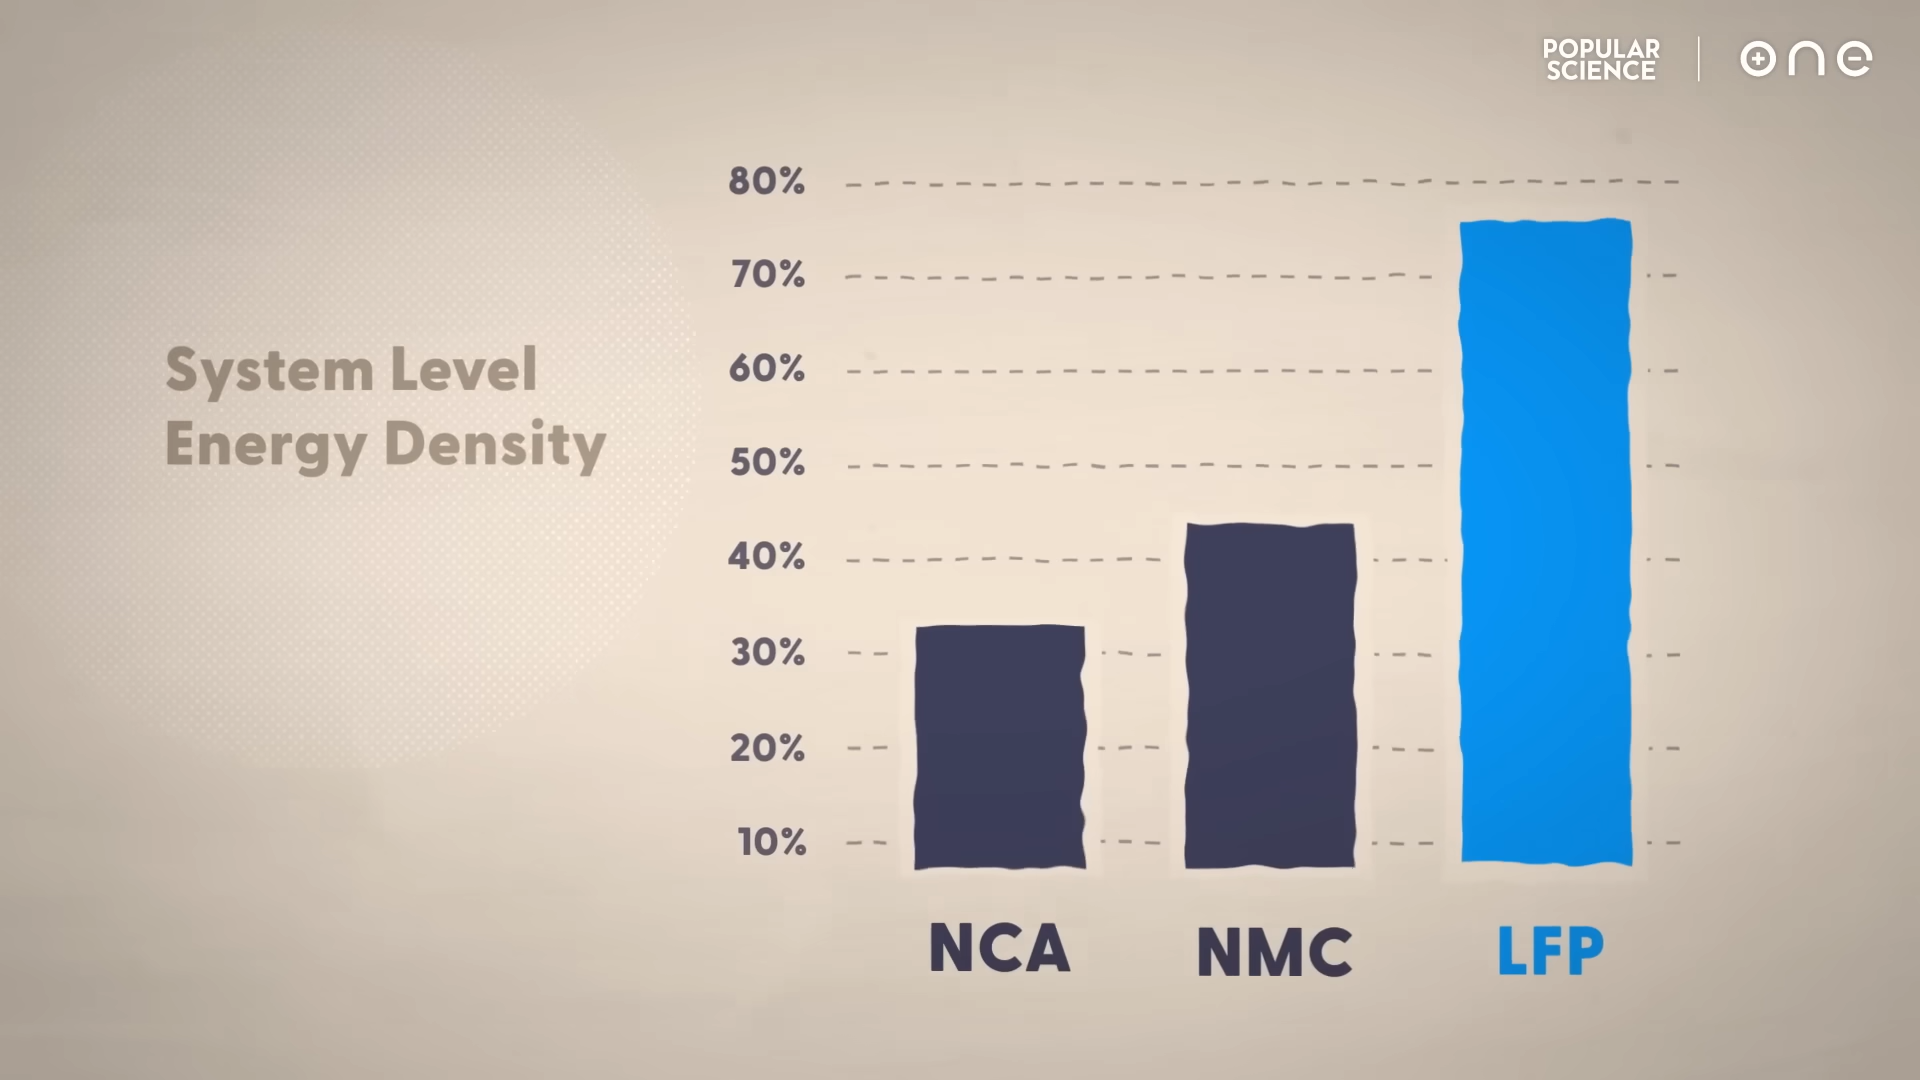 POPULAR
SCIENCE
one
System Level
Energy Density
80%
70%
60%
50%
40%
30%
20%
10%
NCA
NMC
LFP